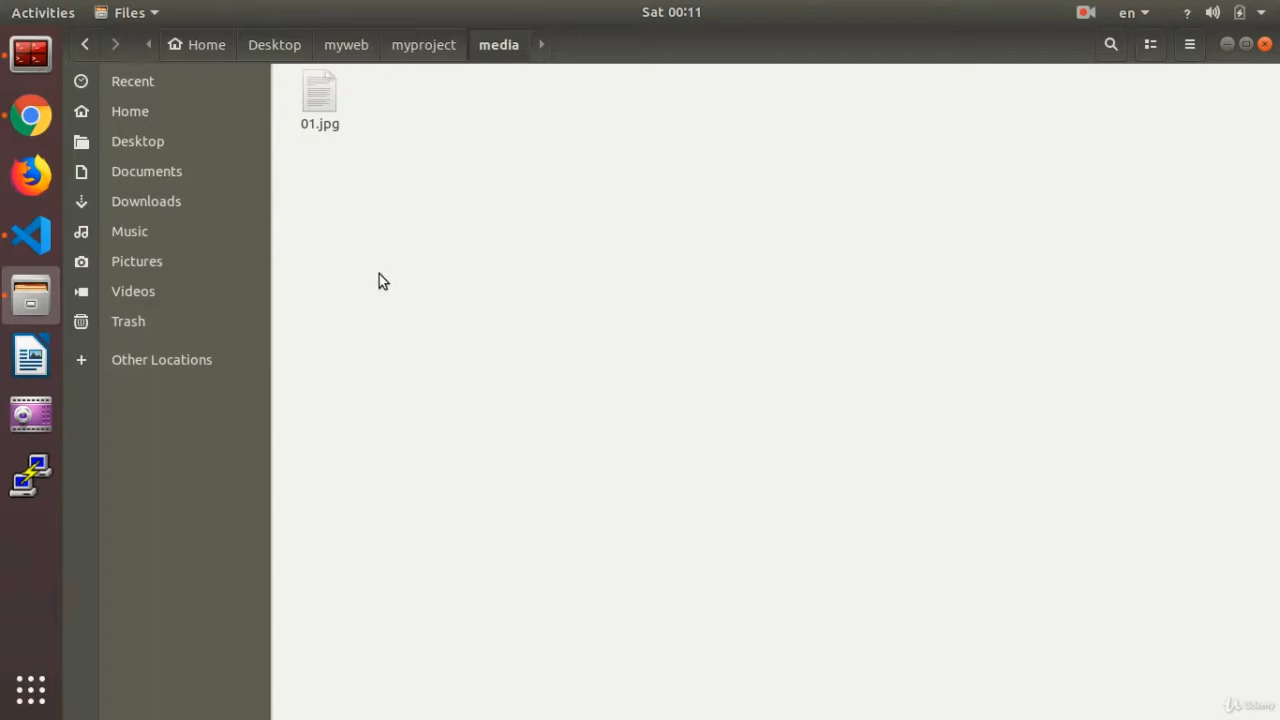 Activities Files Sat 00:11 en ?
Home Desktop myweb myproject media
Recent
Home
Desktop
Documents
Downloads
Music
Pictures
Videos
Trash
+ Other Locations
01.jpg
Udemy